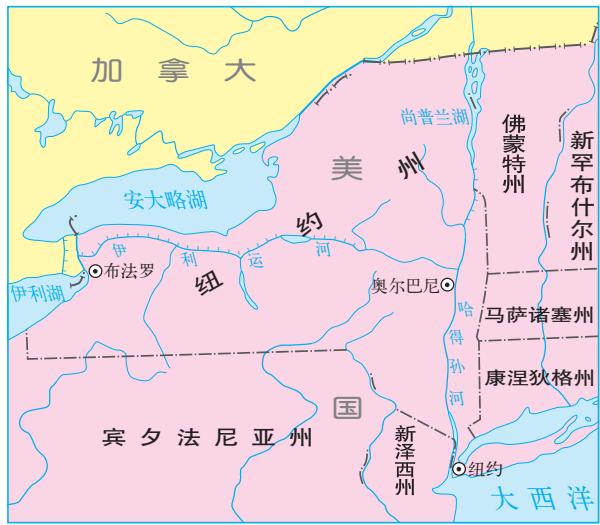 加拿大
尚普兰湖
佛蒙特州
新罕布什尔州
美国
安大略湖
纽约州
伊利运河
布法罗
伊利湖
奥尔巴尼
哈得孙河
马萨诸塞州
康涅狄格州
宾夕法尼亚州
新泽西州
纽约
大西洋